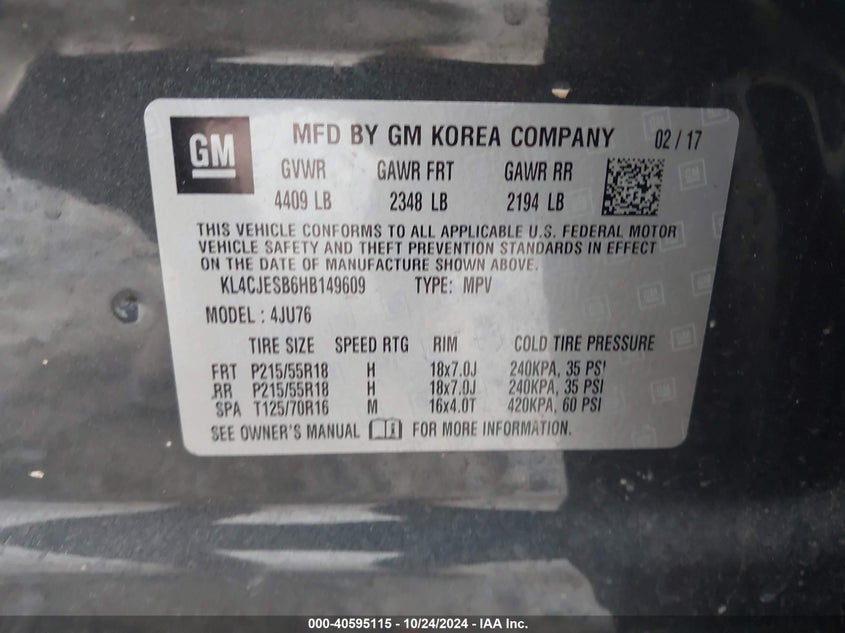 GM MFD BY GM KOREA COMPANY 02/17
GVWR GAWR FRT GAWR RR
4409 LB 2348 LB 2194 LB
THIS VEHICLE CONFORMS TO ALL APPLICABLE U.S. FEDERAL MOTOR
VEHICLE SAFETY AND THEFT PREVENTION STANDARDS IN EFFECT
ON THE DATE OF MANUFACTURE SHOWN ABOVE.
KL4CJESB6HB149609 TYPE: MPV
MODEL : 4JU76
TIRE SIZE SPEED RTG RIM COLD TIRE PRESSURE
FRT P215/55R18 H 18x7.0J 240KPA, 35 PSI
RR P215/55R18 H 18x7.0J 240KPA, 35 PSI
SPA T125/70R16 M 16x4.0T 420KPA, 60 PSI
SEE OWNER'S MANUAL FOR MORE INFORMATION.
000-40595115 - 10/24/2024 - IAA Inc.